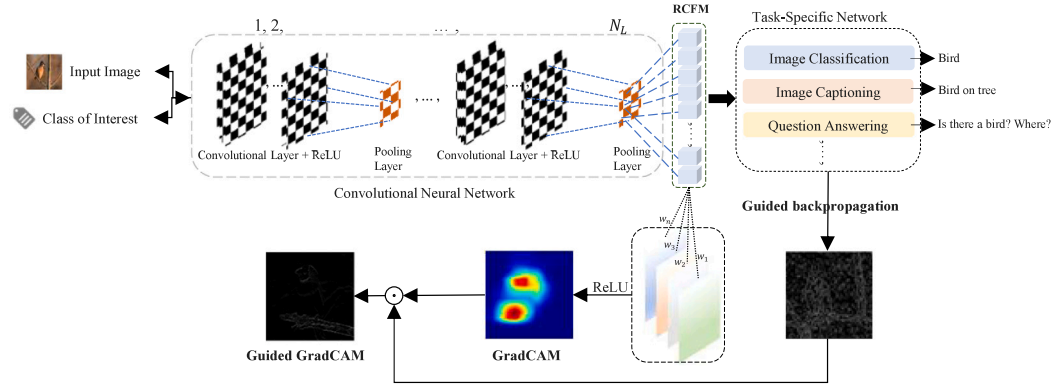 1, 2,
... ,
N_L
RCFM
Task-Specific Network
Input Image
Class of Interest
... ...
, ... ,
... ...
Image Classification
Bird
Image Captioning
Bird on tree
Question Answering
Is there a bird? Where?
Convolutional Layer + ReLU
Pooling
Layer
Convolutional Layer + ReLU
Pooling
Layer
Convolutional Neural Network
Guided backpropagation
w_n
w_3
w_2
w_1
ReLU
Guided GradCAM
GradCAM